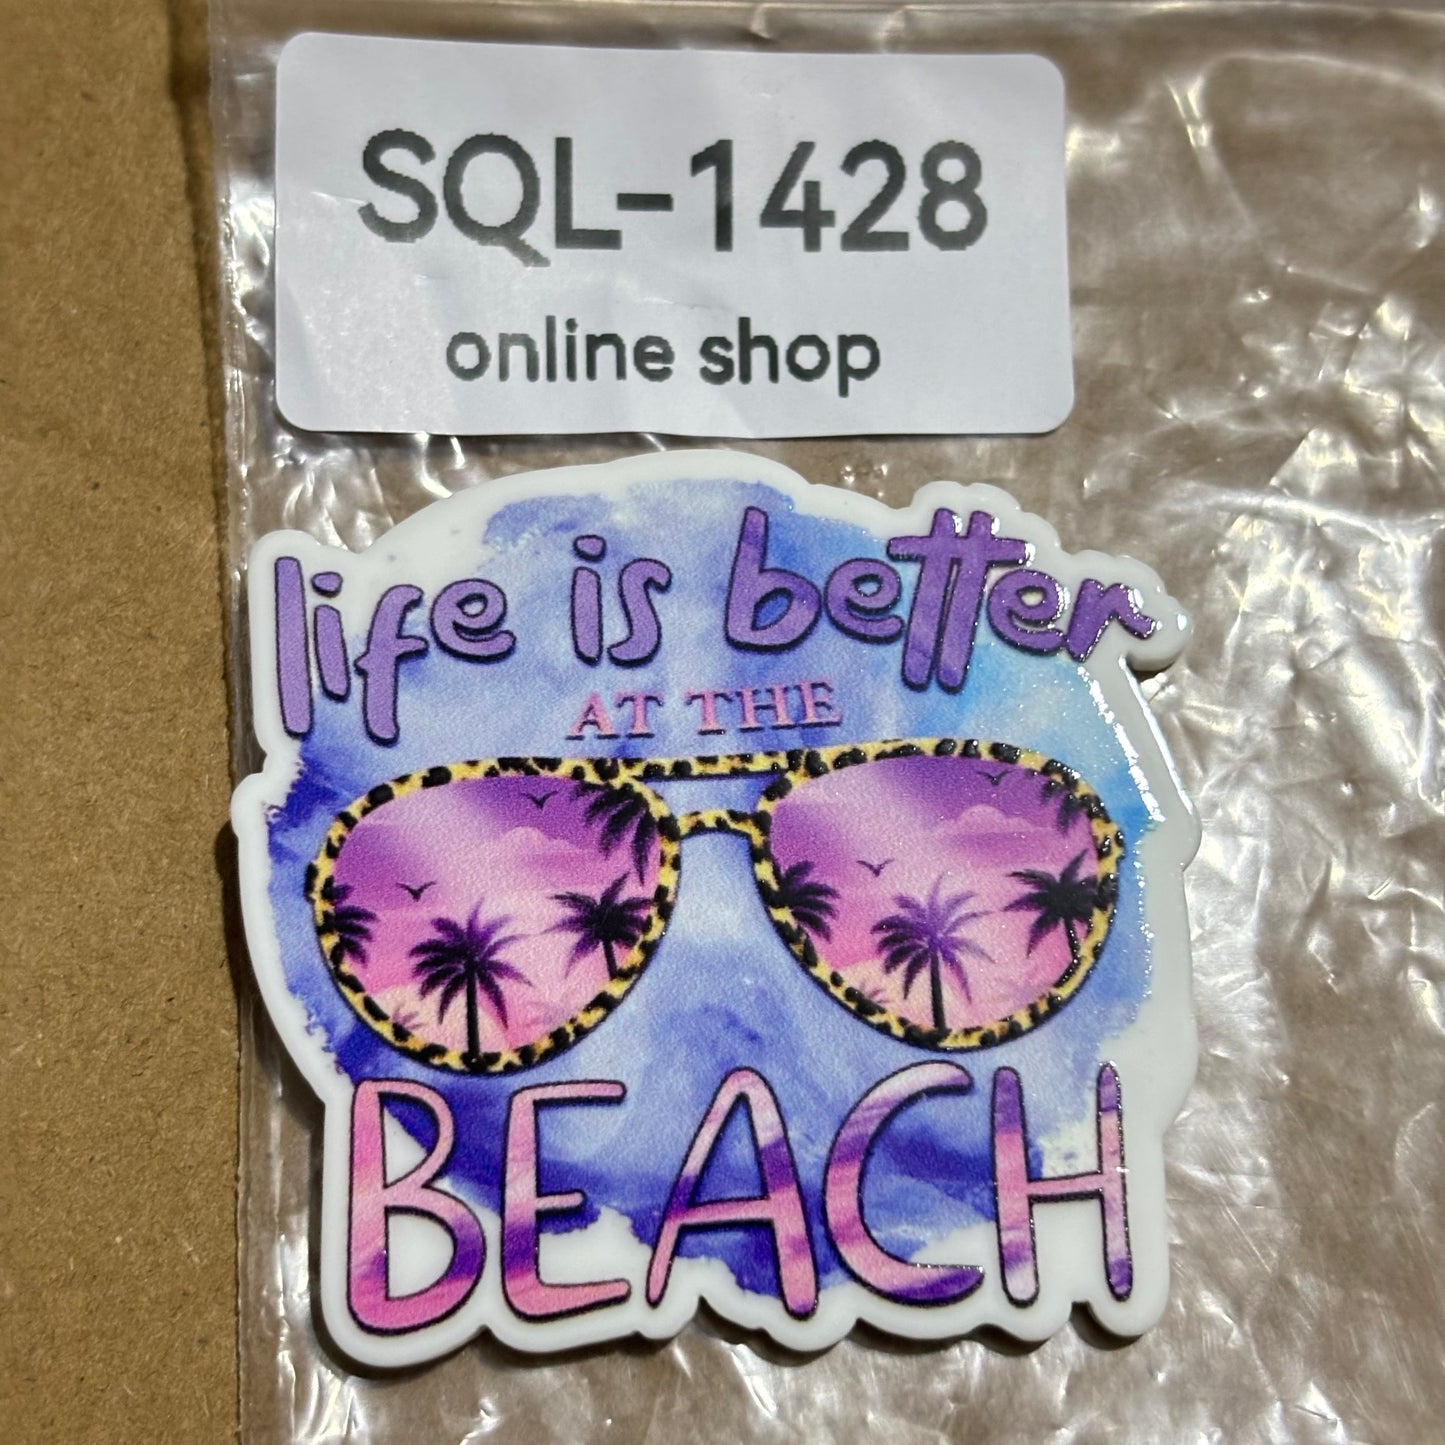 SQL-1428
online shop
life is better
AT THE
BEACH